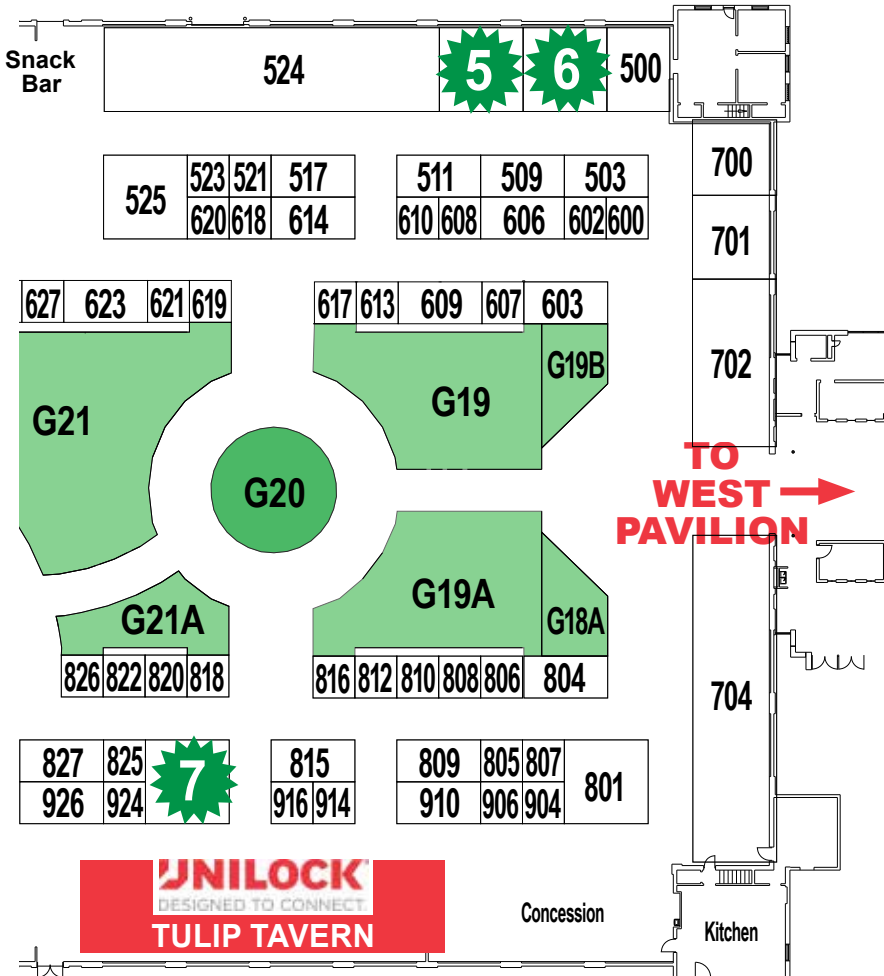 Snack
Bar
524
5
6
500
700
523 521 517
511 509 503
525
620 618 614
610 608 606 602 600
701
627 623 621 619
617 613 609 607 603
702
G19B
G19
G21
TO
WEST
PAVILION
G20
G19A
G21A
G18A
826 822 820 818
816 812 810 808 806 804
704
827 825
7
815
809 805 807
801
926 924
916 914
910 906 904
UNILOCK
DESIGNED TO CONNECT.
TULIP TAVERN
Concession
Kitchen